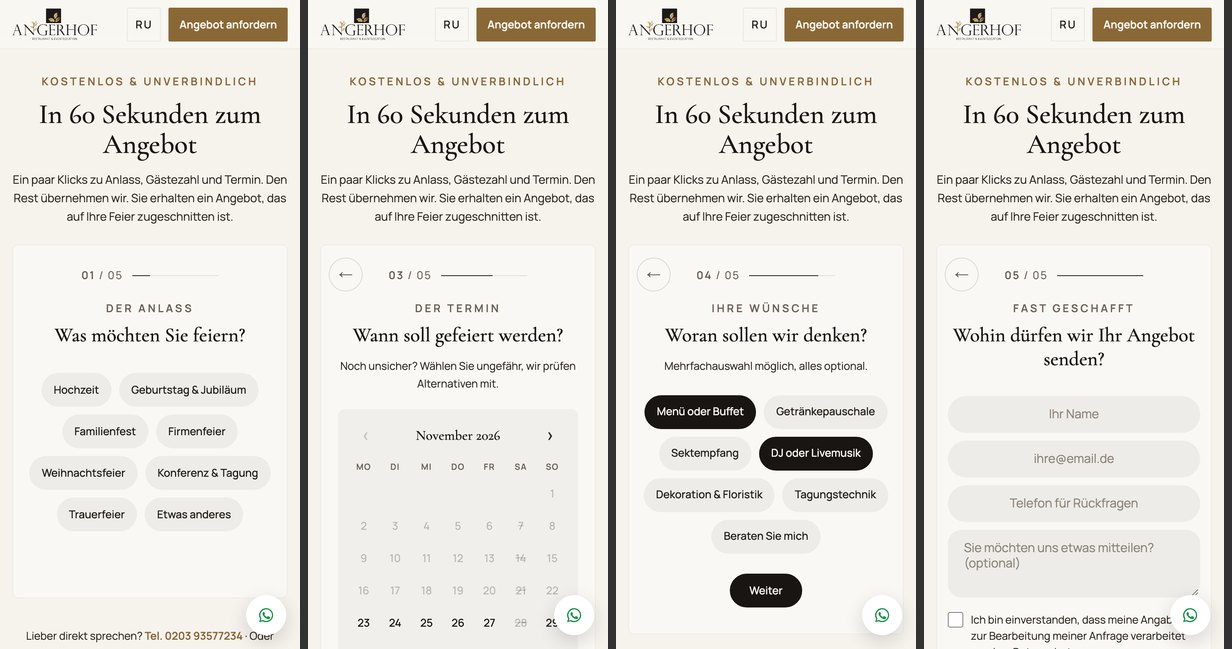 ANGERHOF
RU
Angebot anfordern
KOSTENLOS & UNVERBINDLICH
In 60 Sekunden zum
Angebot
Ein paar Klicks zu Anlass, Gästezahl und Termin. Den
Rest übernehmen wir. Sie erhalten ein Angebot, das
auf Ihre Feier zugeschnitten ist.
01 / 05
DER ANLASS
Was möchten Sie feiern?
Hochzeit
Geburtstag & Jubiläum
Familienfest
Firmenfeier
Weihnachtsfeier
Konferenz & Tagung
Trauerfeier
Etwas anderes
Lieber direkt sprechen? Tel. 0203 93577234 · Oder
ANGERHOF
RU
Angebot anfordern
KOSTENLOS & UNVERBINDLICH
In 60 Sekunden zum
Angebot
Ein paar Klicks zu Anlass, Gästezahl und Termin. Den
Rest übernehmen wir. Sie erhalten ein Angebot, das
auf Ihre Feier zugeschnitten ist.
←
03 / 05
DER TERMIN
Wann soll gefeiert werden?
Noch unsicher? Wählen Sie ungefähr, wir prüfen
Alternativen mit.
‹ November 2026 ›
MO DI MI DO FR SA SO
1
2 3 4 5 6 7 8
9 10 11 12 13 14 15
16 17 18 19 20 21 22
23 24 25 26 27 28 29
ANGERHOF
RU
Angebot anfordern
KOSTENLOS & UNVERBINDLICH
In 60 Sekunden zum
Angebot
Ein paar Klicks zu Anlass, Gästezahl und Termin. Den
Rest übernehmen wir. Sie erhalten ein Angebot, das
auf Ihre Feier zugeschnitten ist.
←
04 / 05
IHRE WÜNSCHE
Woran sollen wir denken?
Mehrfachauswahl möglich, alles optional.
Menü oder Buffet
Getränkepauschale
Sektempfang
DJ oder Livemusik
Dekoration & Floristik
Tagungstechnik
Beraten Sie mich
Weiter
ANGERHOF
RU
Angebot anfordern
KOSTENLOS & UNVERBINDLICH
In 60 Sekunden zum
Angebot
Ein paar Klicks zu Anlass, Gästezahl und Termin. Den
Rest übernehmen wir. Sie erhalten ein Angebot, das
auf Ihre Feier zugeschnitten ist.
←
05 / 05
FAST GESCHAFFT
Wohin dürfen wir Ihr Angebot
senden?
Ihr Name
ihre@email.de
Telefon für Rückfragen
Sie möchten uns etwas mitteilen?
(optional)
Ich bin einverstanden, dass meine
zur Bearbeitung meiner Anfrage verarbeitet